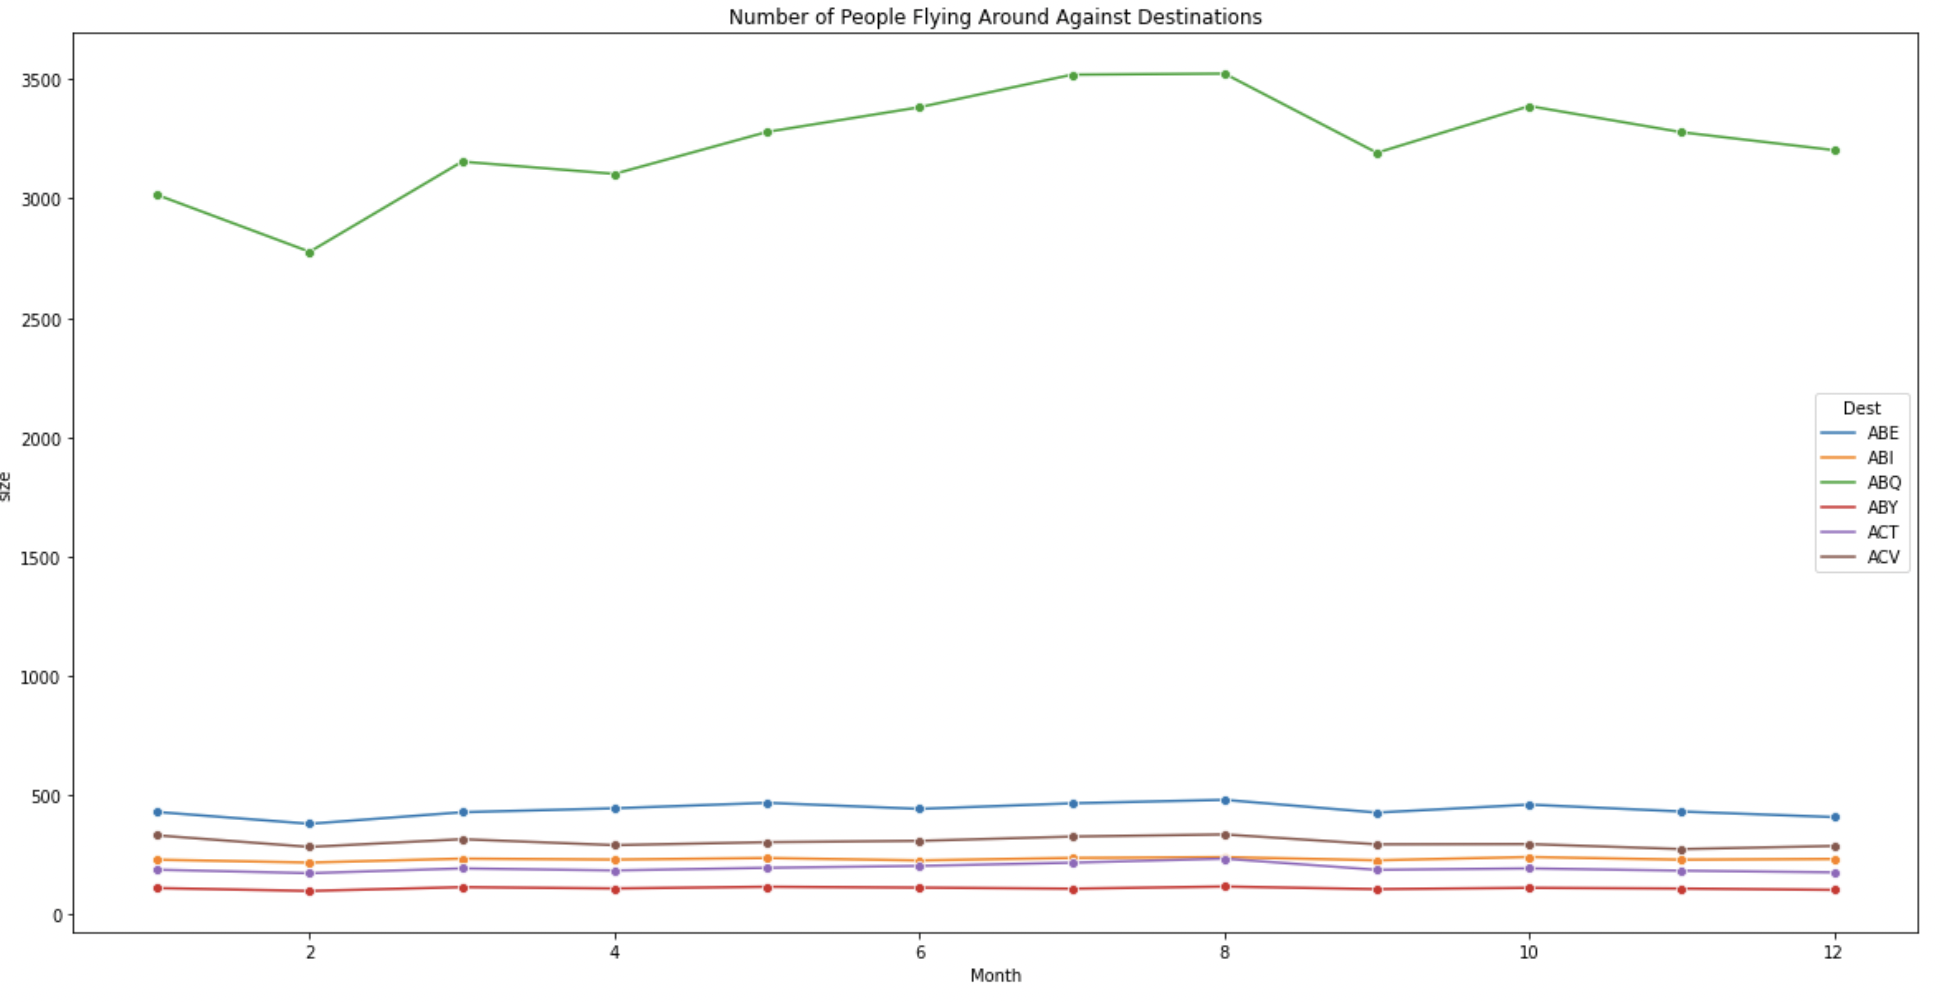 Number of People Flying Around Against Destinations
3500
3000
2500
2000
1500
1000
500
0
size
2 4 6 8 10 12
Month
Dest
ABE
ABI
ABQ
ABY
ACT
ACV